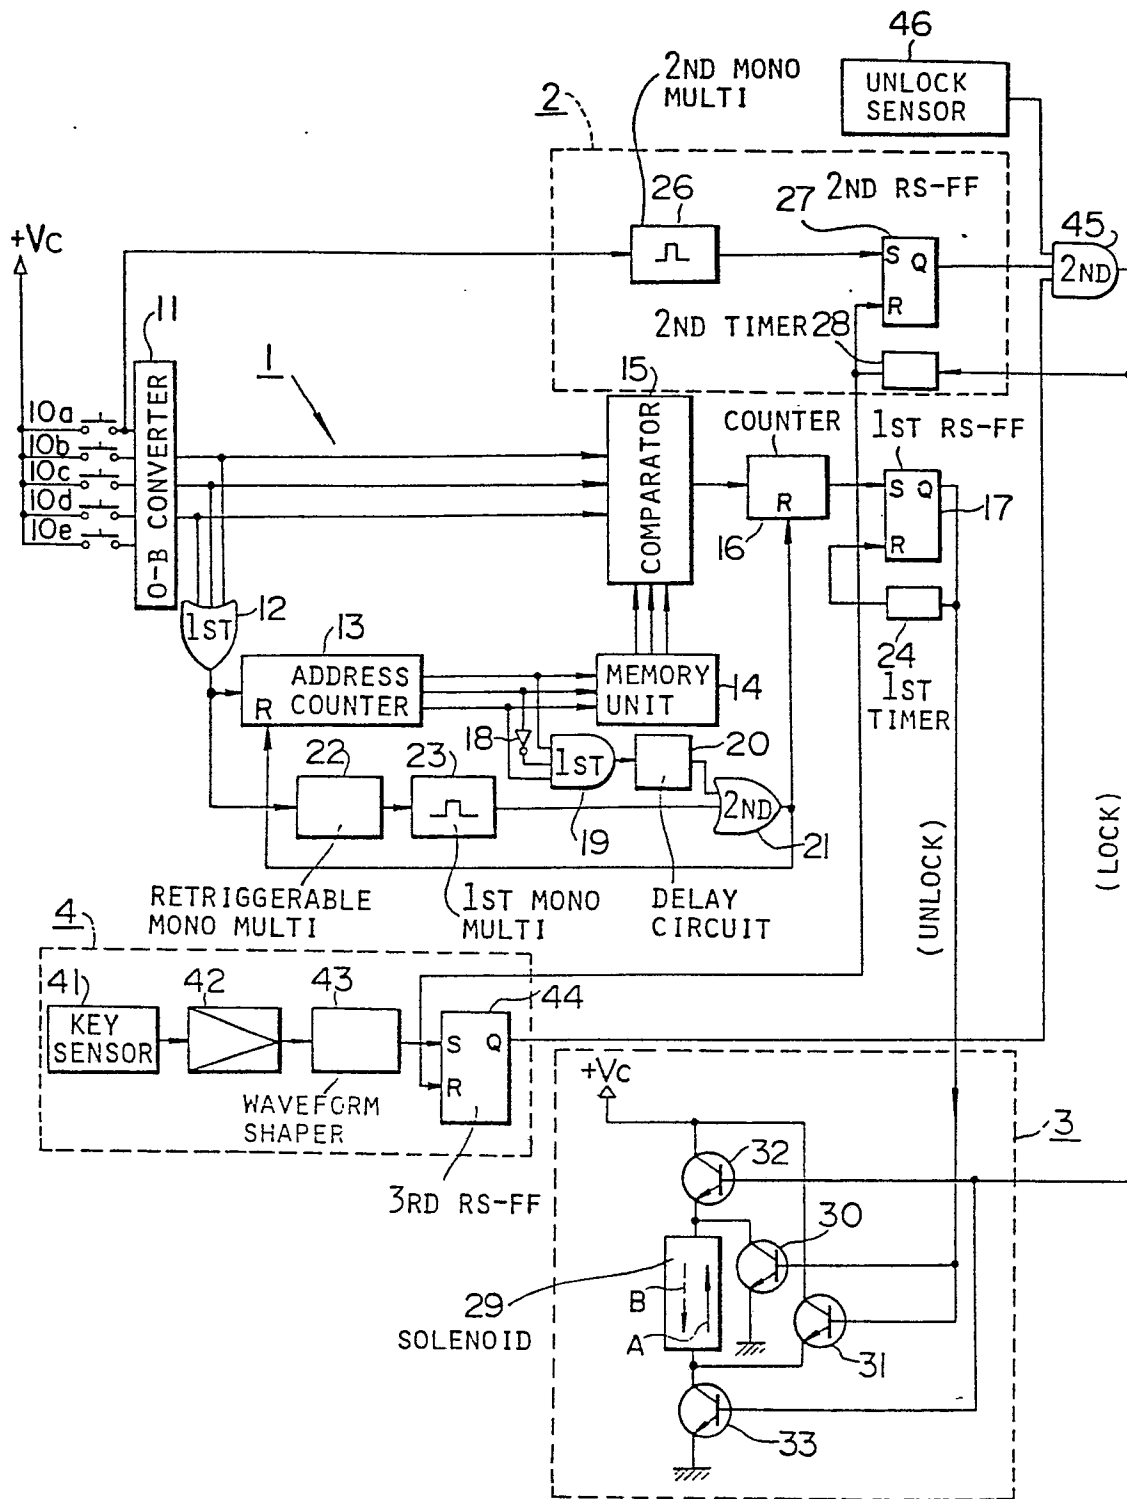 46
UNLOCK
SENSOR
2ND MONO
MULTI
2
26
2ND RS-FF
27
S
Q
R
45
2ND
+Vc
11
1
2ND TIMER 28
15
10a
10b
10c
10d
10e
O-B CONVERTER
COMPARATOR
COUNTER
R
16
1ST RS-FF
S
Q
R
17
12
1ST
13
ADDRESS
COUNTER
R
MEMORY
UNIT
14
24
1ST
TIMER
18
1ST
19
20
22
23
2ND
21
RETRIGGERABLE
MONO MULTI
1ST MONO
MULTI
DELAY
CIRCUIT
(UNLOCK)
(LOCK)
4
41
KEY
SENSOR
42
43
WAVEFORM
SHAPER
44
S
Q
R
3RD RS-FF
+Vc
3
32
30
29
SOLENOID
B
A
31
33